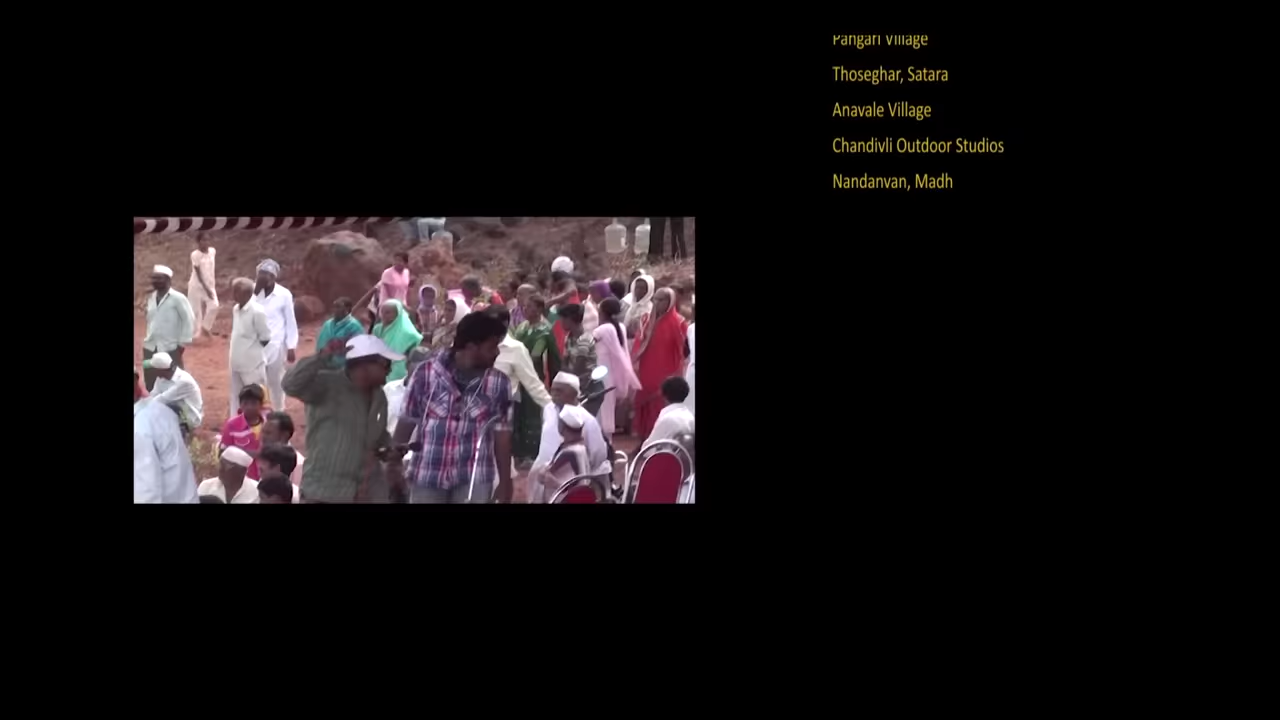 Pangari Village
Thoseghar, Satara
Anavale Village
Chandivli Outdoor Studios
Nandanvan, Madh